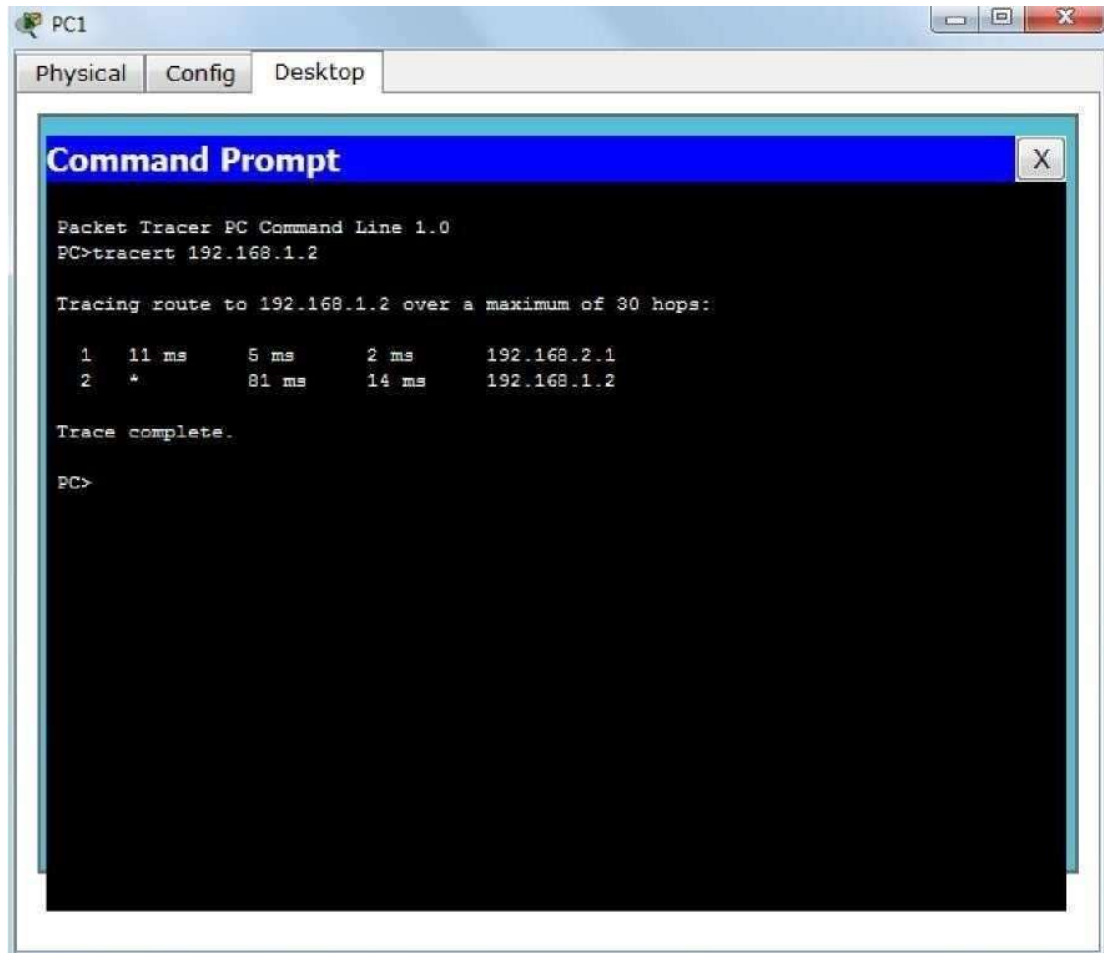 PC1
Physical Config Desktop
Command Prompt X
Packet Tracer PC Command Line 1.0
PC>tracert 192.168.1.2
Tracing route to 192.168.1.2 over a maximum of 30 hops:
1 11 ms 5 ms 2 ms 192.168.2.1
2 * 81 ms 14 ms 192.168.1.2
Trace complete.
PC>